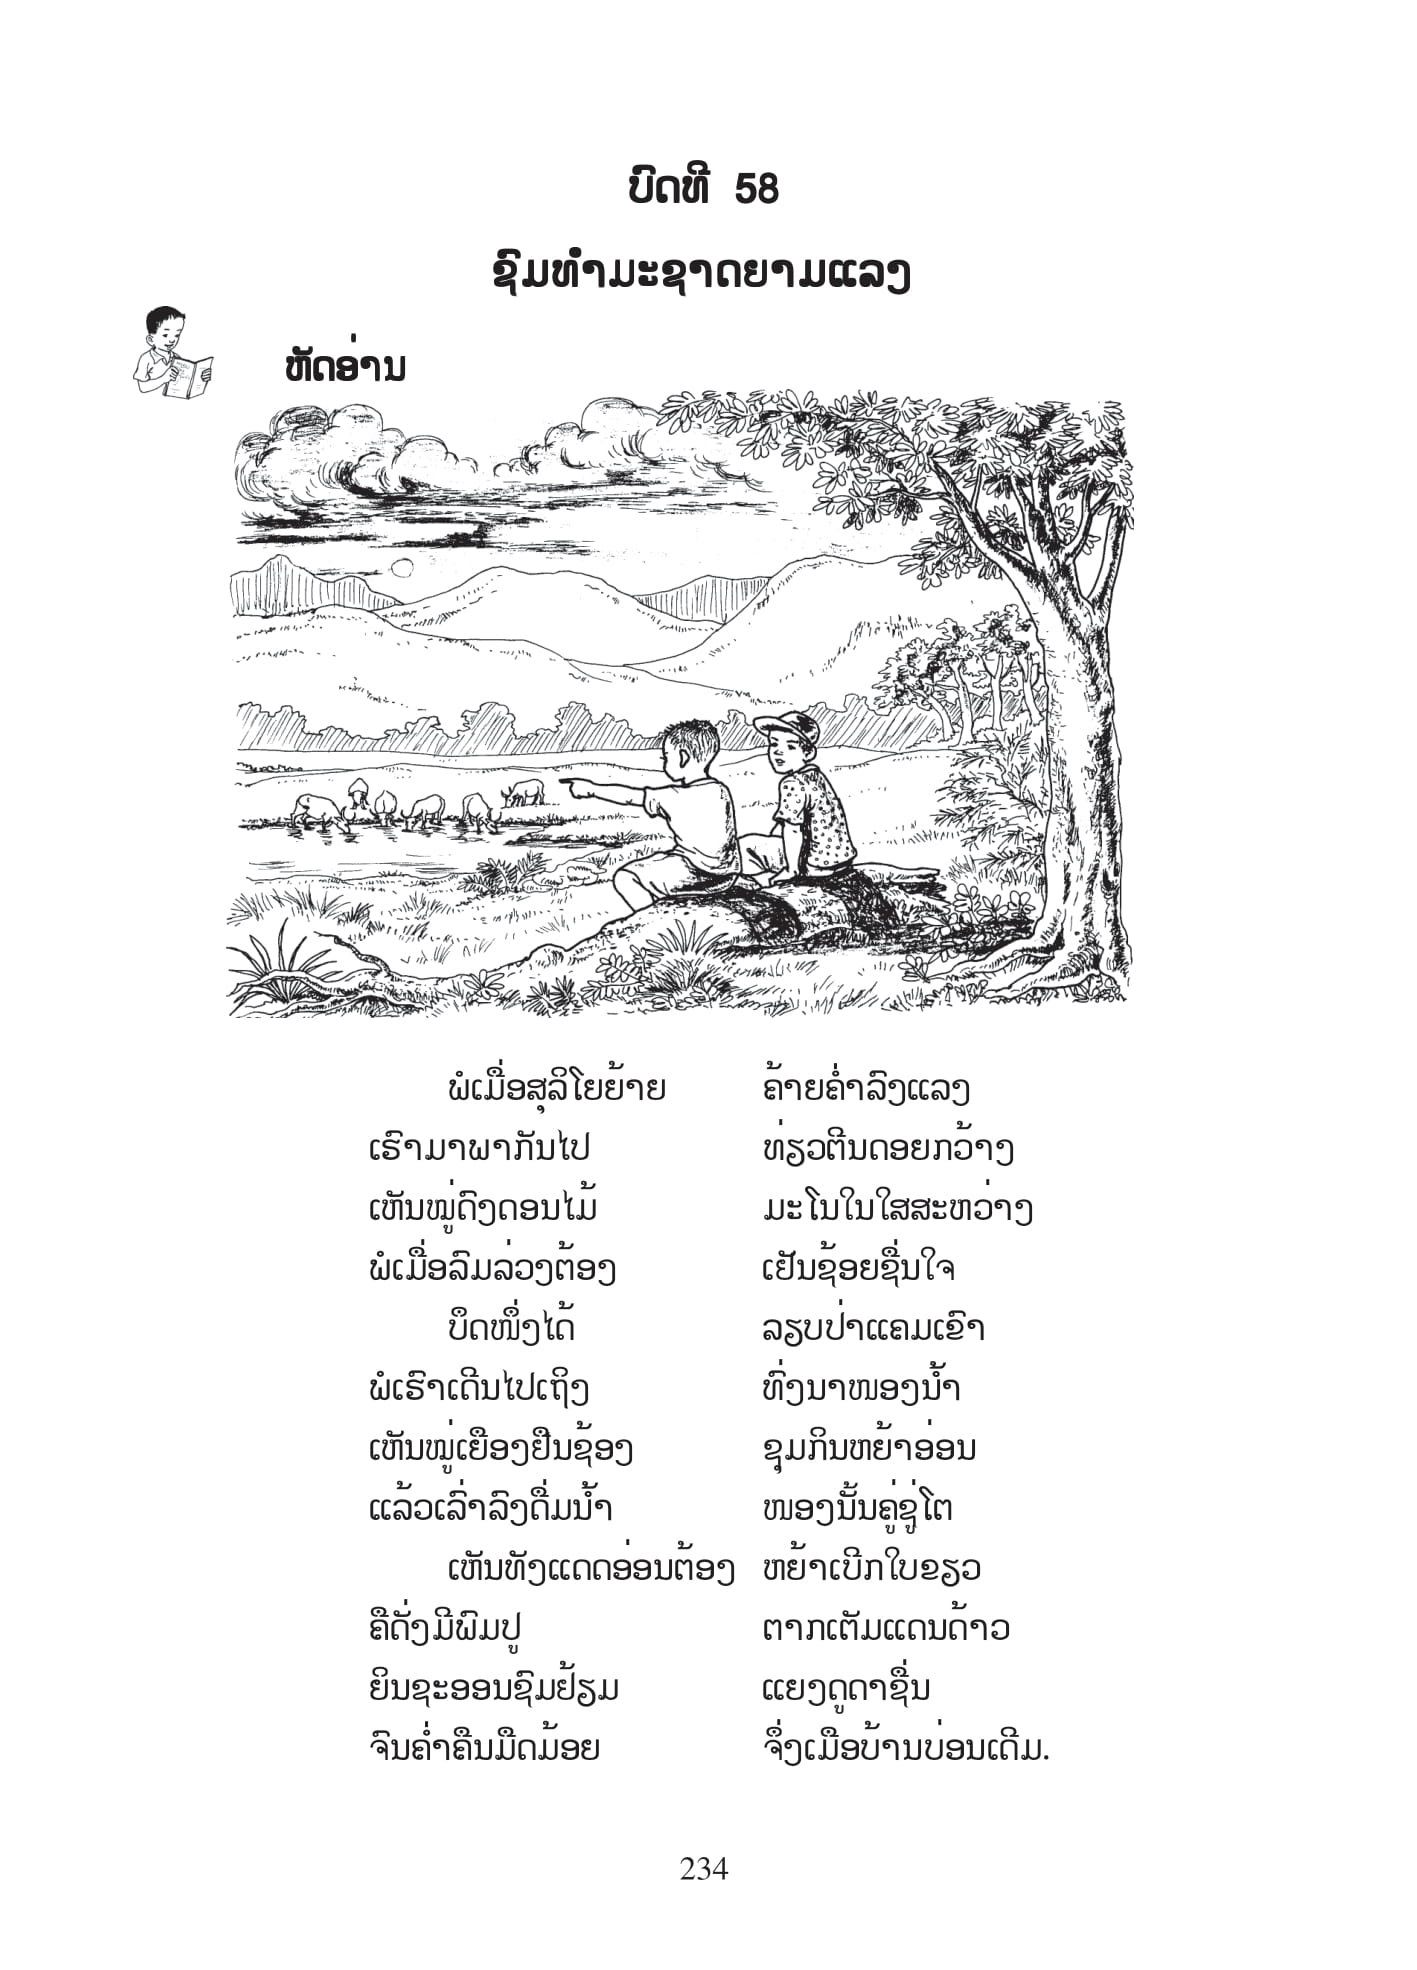 ບົດທີ 58
ຊົມທຳມະຊາດຍາມແລງ
ຫັດອ່ານ
ພໍເມື່ອສຸລິໂຍຍ້າຍ ຄ້າຍຄ່ຳລົງແລງ
ເຮົາມາພາກັນໄປ ທ່ຽວຕີນດອຍກວ້າງ
ເຫັນໝູ່ດົງດອນໄມ້ ມະໂນໃນໃສສະຫວ່າງ
ພໍເມື່ອລົມລ່ວງຕ້ອງ ເຢັນຊ້ອຍຊື່ນໃຈ
ບຶດໜຶ່ງໄດ້ ລຽບປ່າແຄມເຂົາ
ພໍເຮົາເດີນໄປເຖິງ ທົ່ງນາໜອງນ້ຳ
ເຫັນໝູ່ເຍືອງຢືນຊ້ອງ ຊຸມກິນຫຍ້າອ່ອນ
ແລ້ວເລົ່າລົງດື່ມນ້ຳ ໜອງນັ້ນຄູ່ຊູ່ໂຕ
ເຫັນທັງແດດອ່ອນຕ້ອງ ຫຍ້າເບີກໃບຂຽວ
ຄືດັ່ງມີພົມປູ ຕາກເຕັມແດນດ້າວ
ຍິນຊະອອນຊົມຢ້ຽມ ແຍງດູດາຊື່ນ
ຈົນຄ່ຳຄືນມືດມ້ອຍ ຈຶ່ງເມືອບ້ານບ່ອນເດີມ.
234